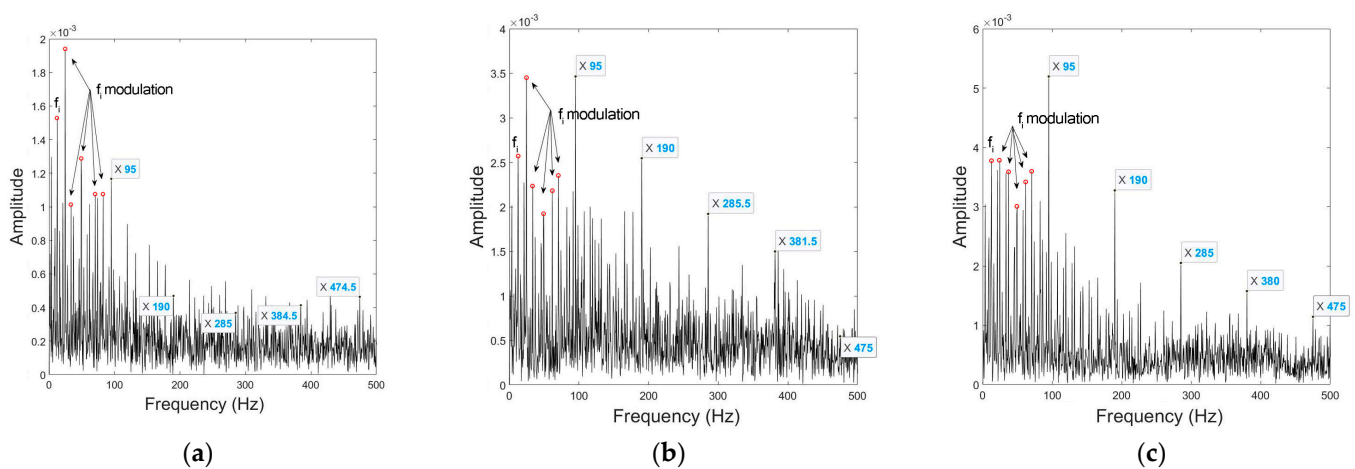 ×10⁻³
2
1.8
1.6
1.4
1.2
1
0.8
0.6
0.4
0.2
0
Amplitude
fᵢ
fᵢ modulation
X 95
X 190
X 285
X 384.5
X 474.5
0 100 200 300 400 500
Frequency (Hz)
(a)
×10⁻³
4
3.5
3
2.5
2
1.5
1
0.5
0
Amplitude
fᵢ
fᵢ modulation
X 95
X 190
X 285.5
X 381.5
X 475
0 100 200 300 400 500
Frequency (Hz)
(b)
×10⁻³
6
5
4
3
2
1
0
Amplitude
fᵢ
fᵢ modulation
X 95
X 190
X 285
X 380
X 475
0 100 200 300 400 500
Frequency (Hz)
(c)